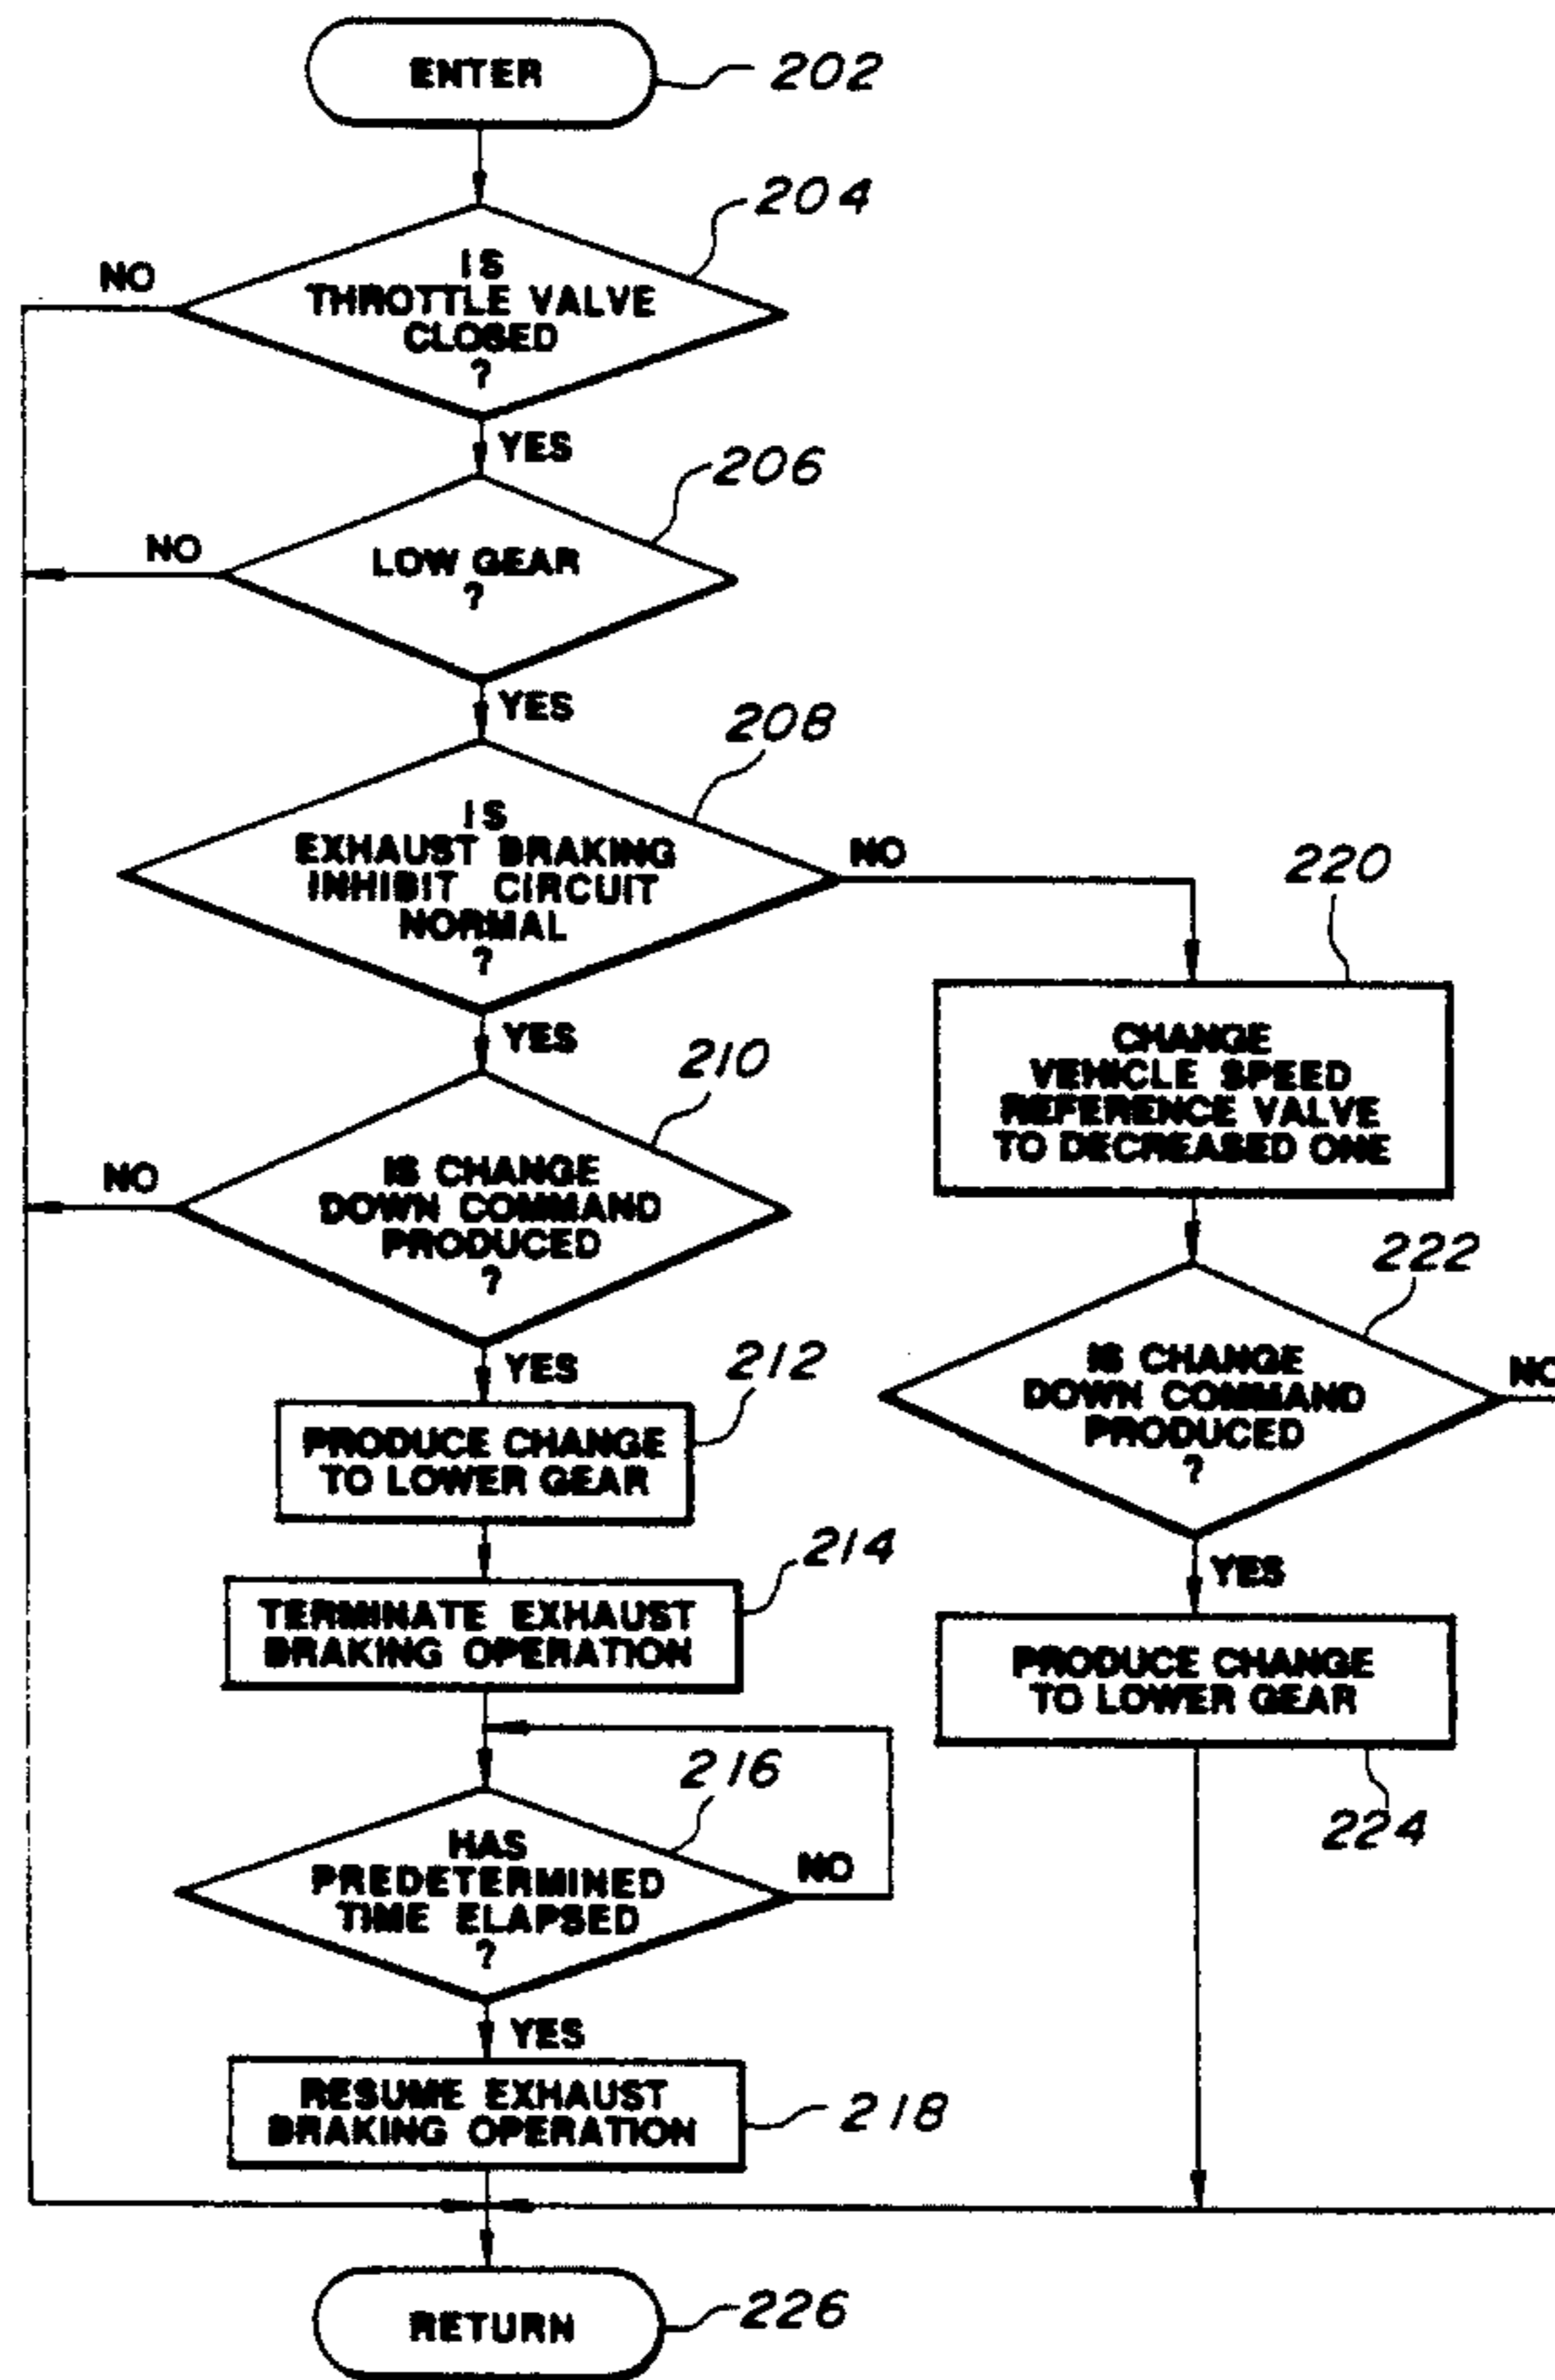 ENTER
202
204
NO
IS
THROTTLE VALVE
CLOSED
?
YES
206
NO
LOW GEAR
?
YES
208
IS
EXHAUST BRAKING
INHIBIT CIRCUIT
NORMAL
?
NO
YES
220
CHANGE
VEHICLE SPEED
REFERENCE VALVE
TO DECREASED ONE
210
NO
IS CHANGE
DOWN COMMAND
PRODUCED
?
YES
222
IS CHANGE
DOWN COMMAND
PRODUCED
?
NO
YES
212
PRODUCE CHANGE
TO LOWER GEAR
214
TERMINATE EXHAUST
BRAKING OPERATION
PRODUCE CHANGE
TO LOWER GEAR
224
216
HAS
PREDETERMINED
TIME ELAPSED
?
NO
YES
RESUME EXHAUST
BRAKING OPERATION
218
RETURN
226